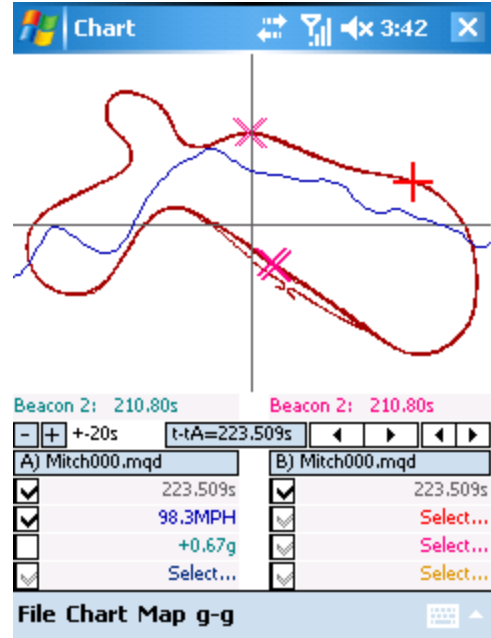 Chart 3:42
Beacon 2: 210.80s Beacon 2: 210.80s
- + +-20s t-tA=223.509s
A) Mitch000.mqd B) Mitch000.mqd
223.509s 223.509s
98.3MPH Select...
+0.67g Select...
Select... Select...
File Chart Map g-g